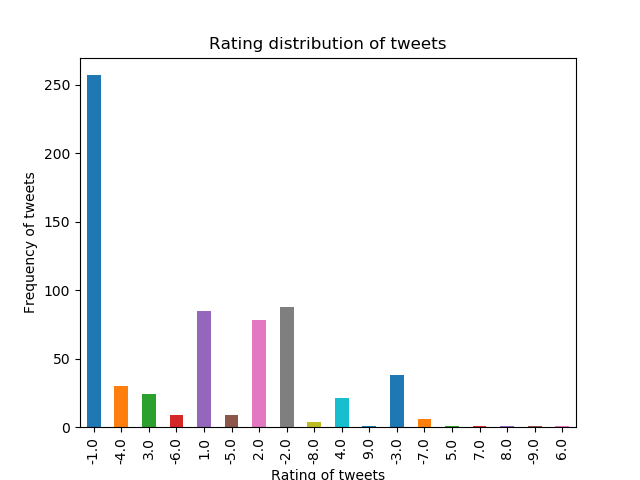 Rating distribution of tweets
Frequency of tweets
250
200
150
100
50
0
-1.0 -4.0 3.0 -6.0 1.0 -5.0 2.0 -2.0 -8.0 4.0 9.0 -3.0 -7.0 5.0 7.0 8.0 -9.0 6.0
Rating of tweets